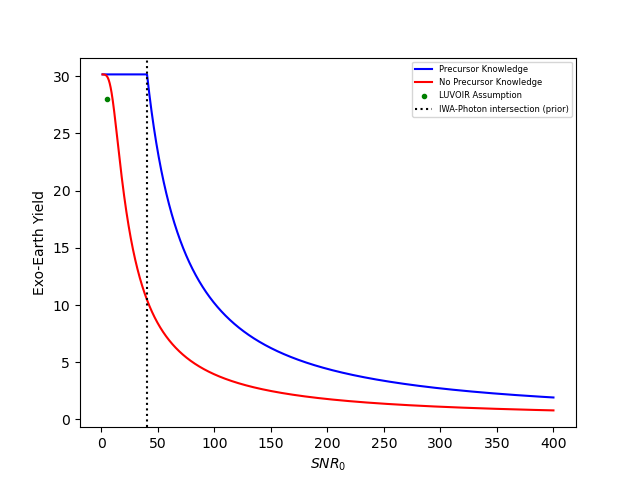 Precursor Knowledge
No Precursor Knowledge
LUVOIR Assumption
IWA-Photon intersection (prior)
Exo-Earth Yield
30
25
20
15
10
5
0
0 50 100 150 200 250 300 350 400
SNR₀